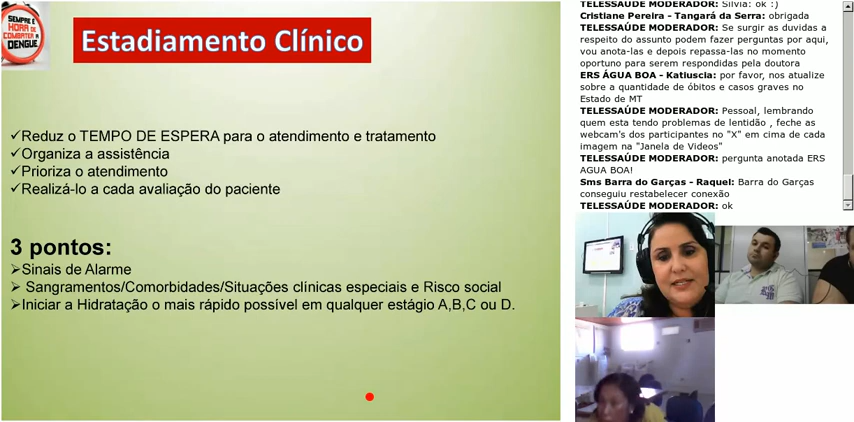 SEMPRE É
HORA DE
COMBATER A
DENGUE
Estadiamento Clínico
✓Reduz o TEMPO DE ESPERA para o atendimento e tratamento
✓Organiza a assistência
✓Prioriza o atendimento
✓Realizá-lo a cada avaliação do paciente
3 pontos:
➤Sinais de Alarme
➤ Sangramentos/Comorbidades/Situações clínicas especiais e Risco social
➤Iniciar a Hidratação o mais rápido possível em qualquer estágio A,B,C ou D.
TELESSAÚDE MODERADOR: Silvia: ok :)
Cristiane Pereira - Tangará da Serra: obrigada
TELESSAÚDE MODERADOR: Se surgir as duvidas a
respeito do assunto podem fazer perguntas por aqui,
vou anota-las e depois repassa-las no momento
oportuno para serem respondidas pela doutora
ERS ÁGUA BOA - Katiuscia: por favor, nos atualize
sobre a quantidade de óbitos e casos graves no
Estado de MT
TELESSAÚDE MODERADOR: Pessoal, lembrando
quem esta tendo problemas de lentidão , feche as
webcam's dos participantes no "X" em cima de cada
imagem na "Janela de Videos"
TELESSAÚDE MODERADOR: pergunta anotada ERS
AGUA BOA!
Sms Barra do Garças - Raquel: Barra do Garças
conseguiu restabelecer conexão
TELESSAÚDE MODERADOR: ok